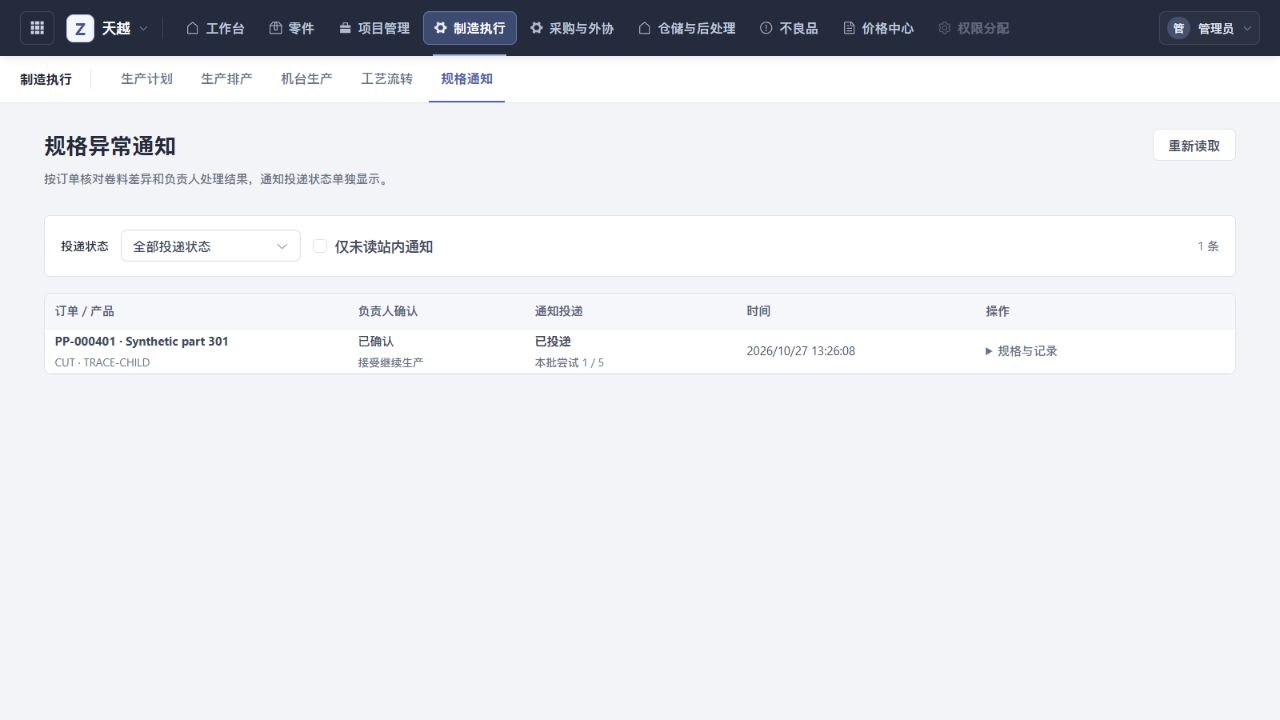 Z 天越 工作台 零件 项目管理 制造执行 采购与外协 仓储与后处理 不良品 价格中心 权限分配 管 管理员
制造执行 生产计划 生产排产 机台生产 工艺流转 规格通知
规格异常通知
重新读取
按订单核对卷料差异和负责人处理结果，通知投递状态单独显示。
投递状态 全部投递状态 仅未读站内通知 1 条
订单 / 产品 负责人确认 通知投递 时间 操作
PP-000401 · Synthetic part 301 已确认 已投递 2026/10/27 13:26:08 规格与记录
CUT · TRACE-CHILD 接受继续生产 本批尝试 1 / 5